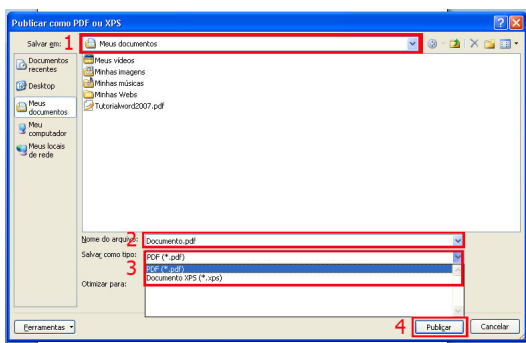 Publicar como PDF ou XPS
Salvar em: 1 Meus documentos
Documentos recentes
Desktop
Meus documentos
Meu computador
Meus locais de rede
Meus vídeos
Minhas imagens
Minhas músicas
Minhas Webs
Tutorialword2007.pdf
Nome do arquivo: 2 Documento.pdf
Salvar como tipo: PDF (*.pdf)
3 PDF (*.pdf)
Documento XPS (*.xps)
Otimizar para:
Ferramentas
4 Publicar
Cancelar